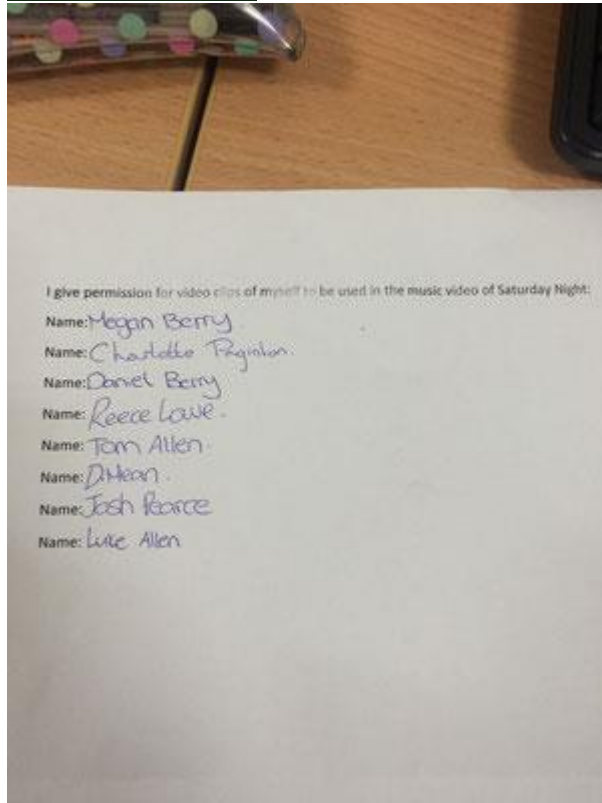 I give permission for video clips of myself to be used in the music video of Saturday Night:
Name: Megan Berry
Name: Charlotte
Name: Daniel Berry
Name: Reece Lowe.
Name: Tom Allen
Name: D.Mean.
Name: Josh Pearce
Name: Luke Allen